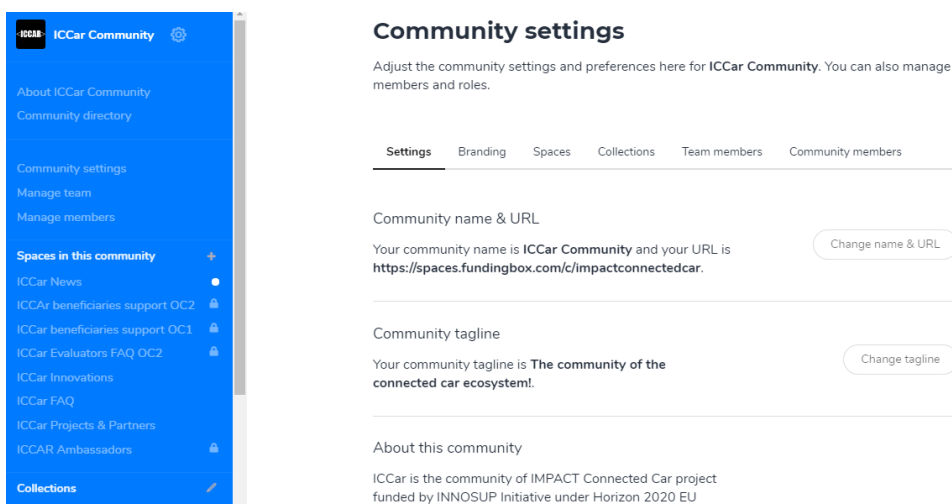 <ICCAR>
ICCar Community
About ICCar Community
Community directory
Community settings
Manage team
Manage members
Spaces in this community
+
ICCar News
ICCAr beneficiaries support OC2
ICCar beneficiaries support OC1
ICCar Evaluators FAQ OC2
ICCar Innovations
ICCar FAQ
ICCar Projects & Partners
ICCAR Ambassadors
Collections
Community settings
Adjust the community settings and preferences here for ICCar Community. You can also manage
members and roles.
Settings Branding Spaces Collections Team members Community members
Community name & URL
Your community name is ICCar Community and your URL is
https://spaces.fundingbox.com/c/impactconnectedcar.
Change name & URL
Community tagline
Your community tagline is The community of the
connected car ecosystem!.
Change tagline
About this community
ICCar is the community of IMPACT Connected Car project
funded by INNOSUP Initiative under Horizon 2020 EU